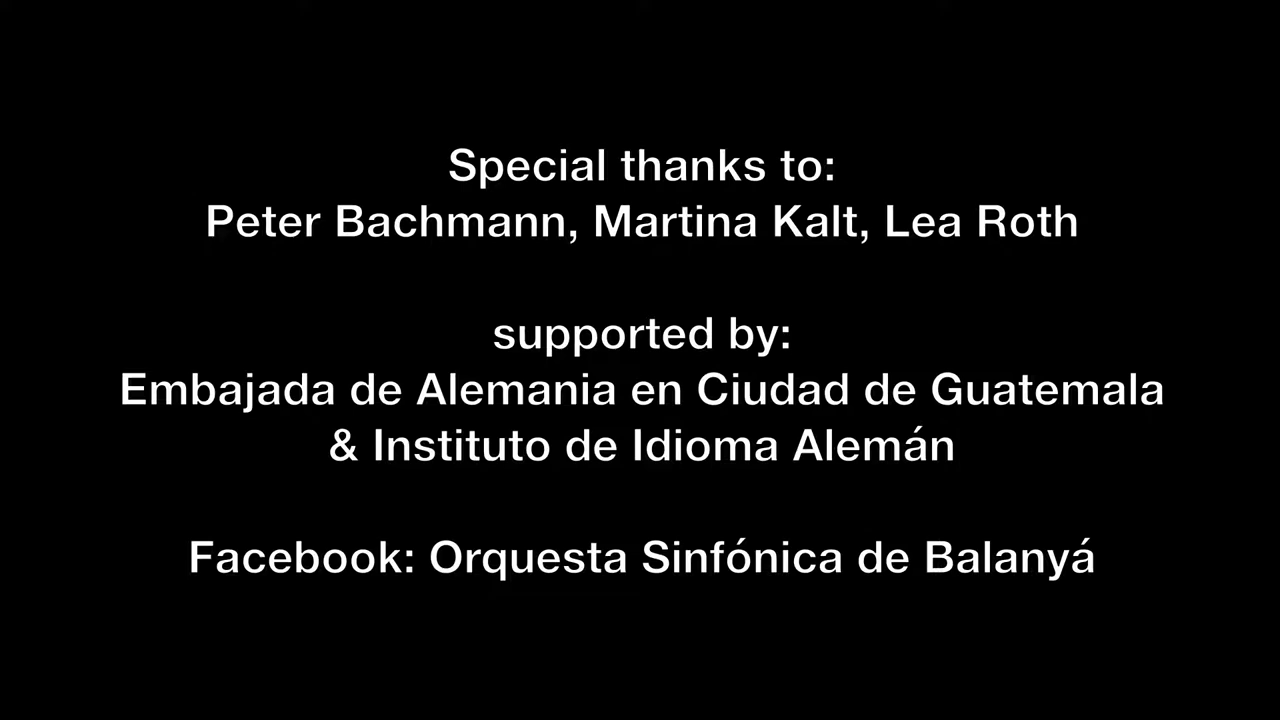 Special thanks to:
Peter Bachmann, Martina Kalt, Lea Roth
supported by:
Embajada de Alemania en Ciudad de Guatemala
& Instituto de Idioma Alemán
Facebook: Orquesta Sinfónica de Balanyá